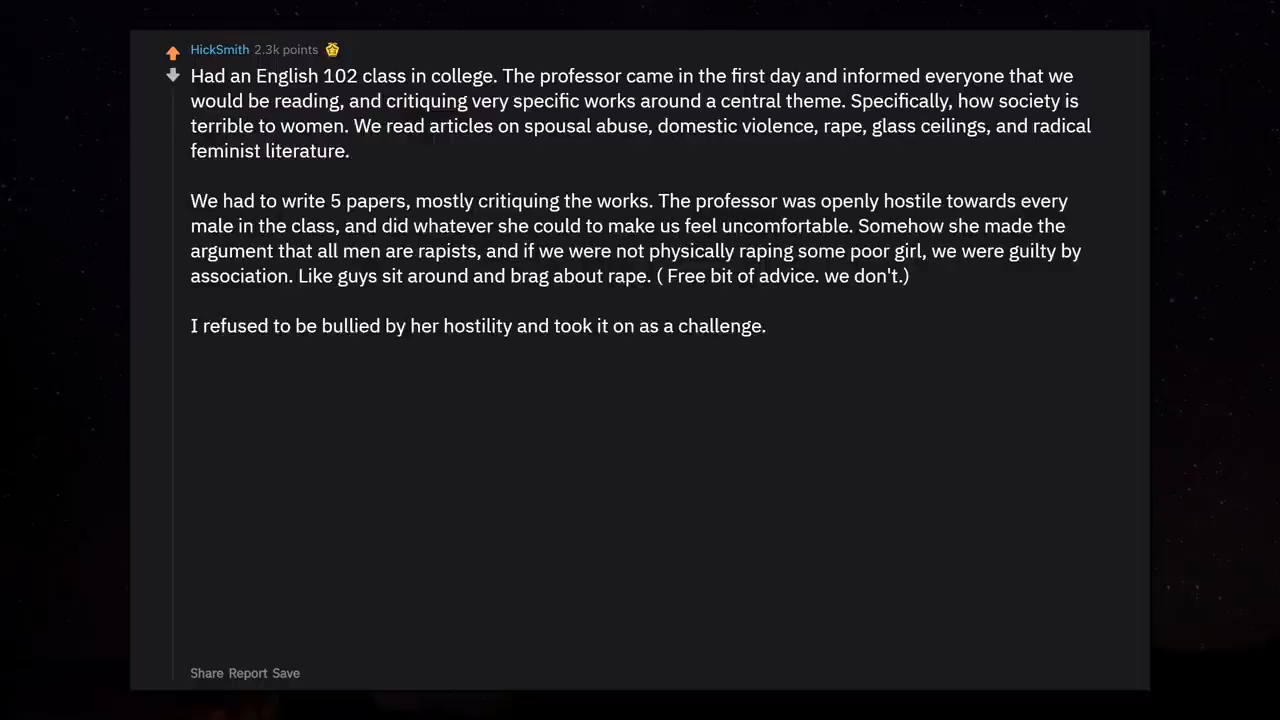 HickSmith 2.3k points
Had an English 102 class in college. The professor came in the first day and informed everyone that we
would be reading, and critiquing very specific works around a central theme. Specifically, how society is
terrible to women. We read articles on spousal abuse, domestic violence, rape, glass ceilings, and radical
feminist literature.
We had to write 5 papers, mostly critiquing the works. The professor was openly hostile towards every
male in the class, and did whatever she could to make us feel uncomfortable. Somehow she made the
argument that all men are rapists, and if we were not physically raping some poor girl, we were guilty by
association. Like guys sit around and brag about rape. ( Free bit of advice. we don't.)
I refused to be bullied by her hostility and took it on as a challenge.
Share Report Save